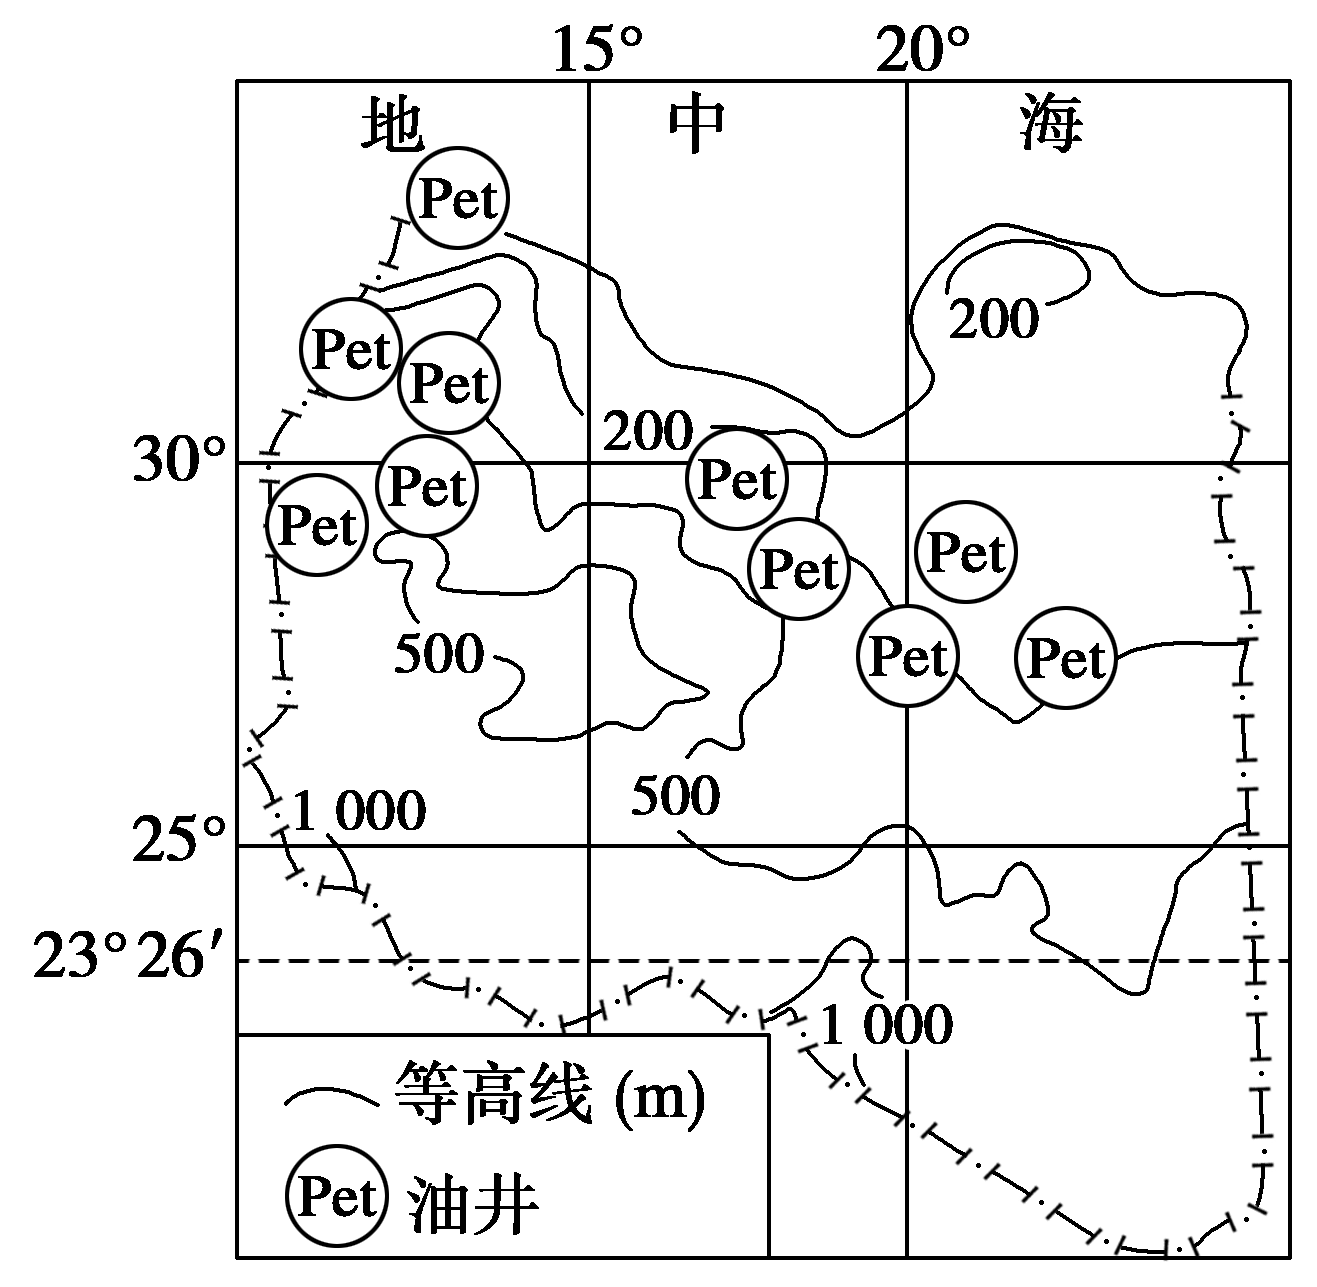 15° 20°
地 中 海
Pet
200
Pet
Pet
200
30°
Pet
Pet
Pet
Pet
Pet
Pet
500
Pet
Pet
500
1 000
25°
23°26′
1 000
等高线 (m)
Pet 油井